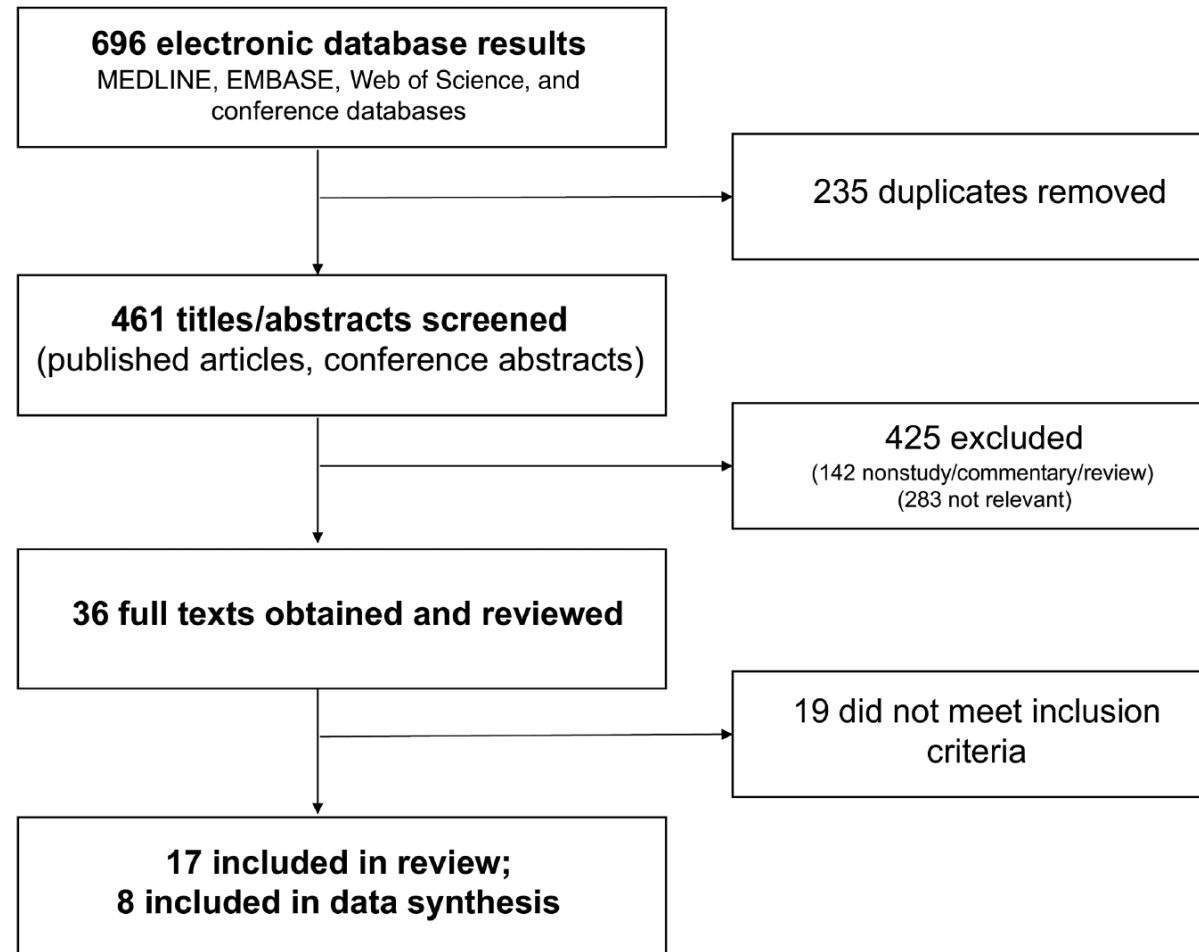 696 electronic database results
MEDLINE, EMBASE, Web of Science, and
conference databases
235 duplicates removed
461 titles/abstracts screened
(published articles, conference abstracts)
425 excluded
(142 nonstudy/commentary/review)
(283 not relevant)
36 full texts obtained and reviewed
19 did not meet inclusion
criteria
17 included in review;
8 included in data synthesis